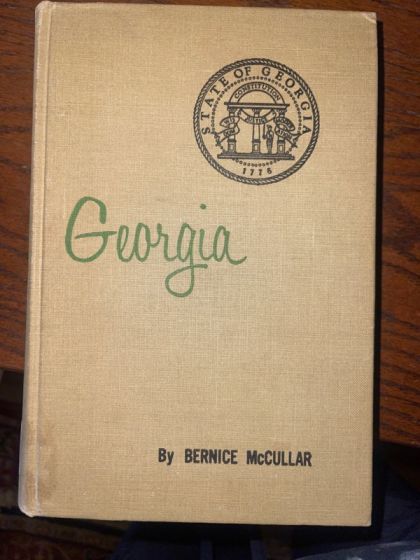 STATE OF GEORGIA
CONSTITUTION
1776
Georgia
By BERNICE McCULLAR